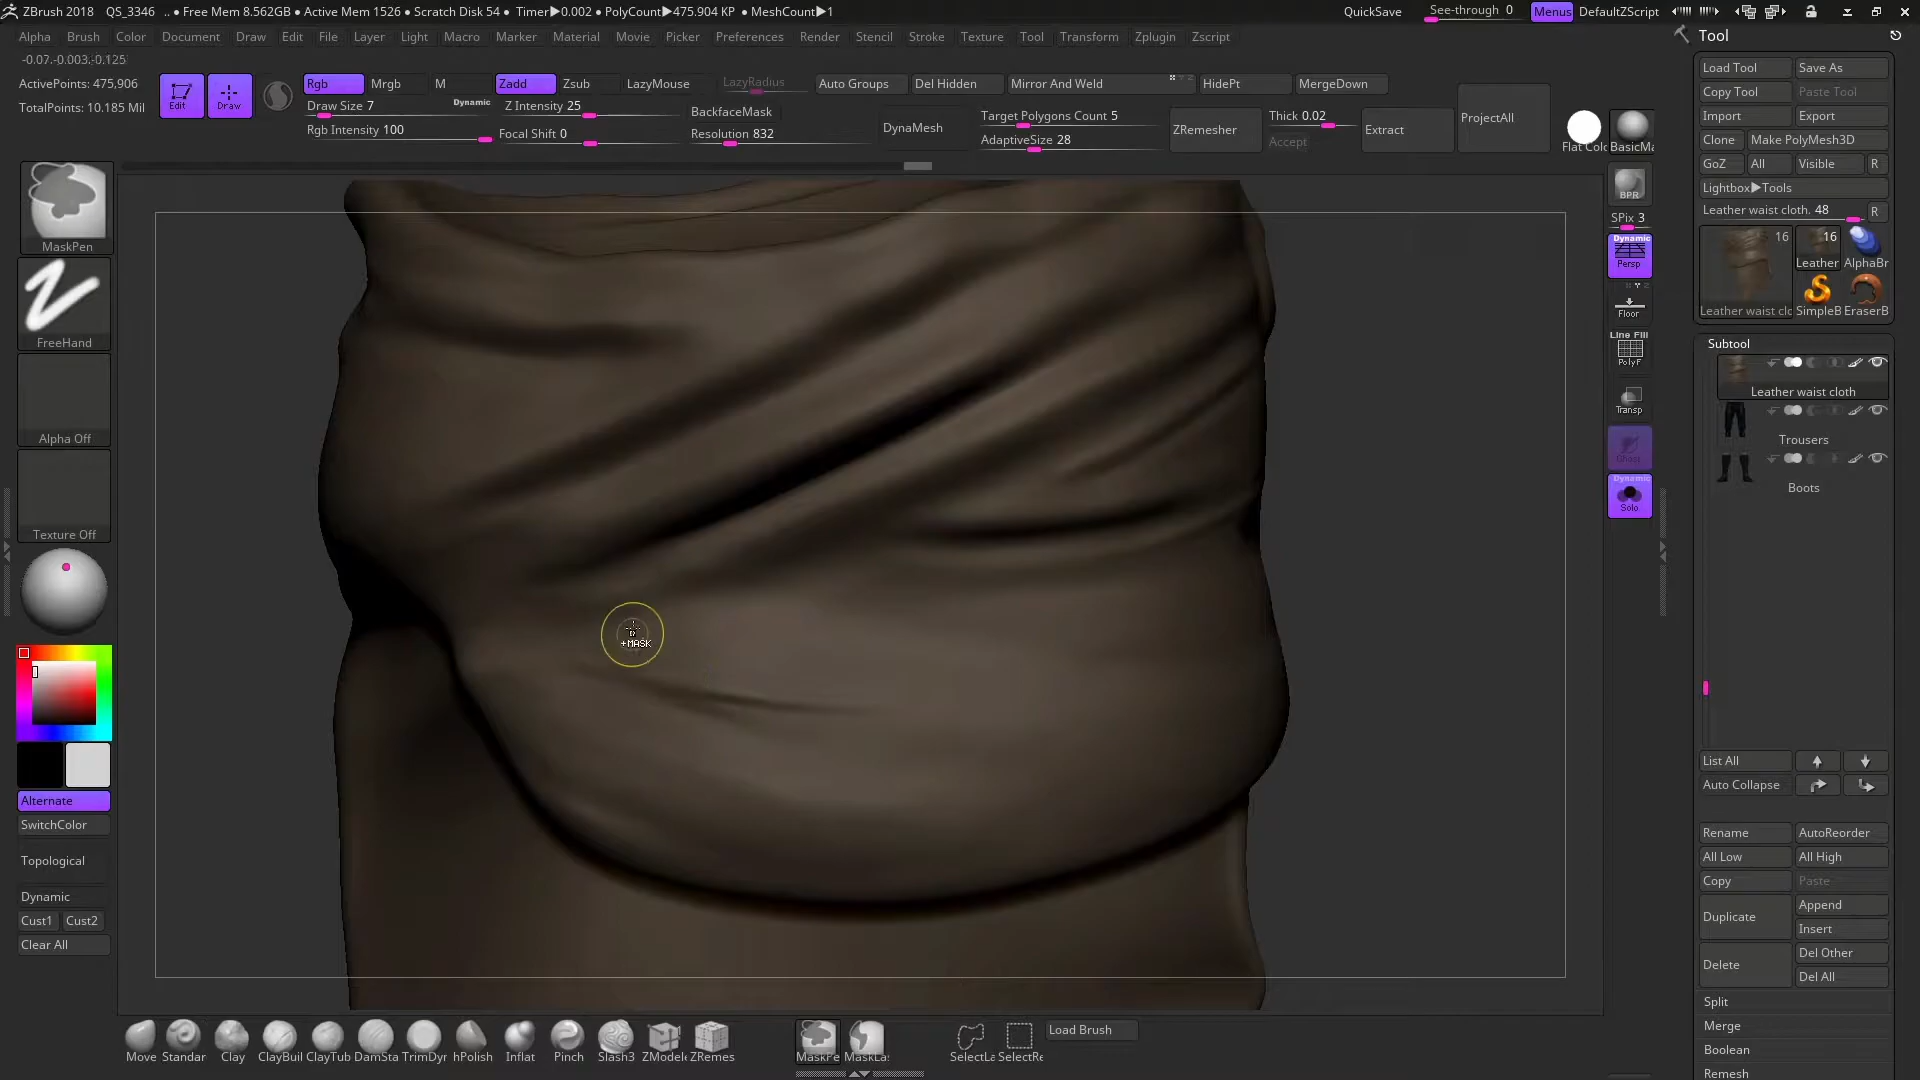 ZBrush 2018 QS_3346 .. • Free Mem 8.562GB • Active Mem 1526 • Scratch Disk 54 • Timer▶0.002 • PolyCount▶475.904 KP • MeshCount▶1 QuickSave See-through 0 Menus DefaultZScript
Alpha Brush Color Document Draw Edit File Layer Light Macro Marker Material Movie Picker Preferences Render Stencil Stroke Texture Tool Transform Zplugin Zscript
-0.07,-0.003,-0.125
ActivePoints: 475,906
TotalPoints: 10.185 Mil
Edit
Draw
Rgb Mrgb M Zadd Zsub LazyMouse LazyRadius Auto Groups Del Hidden Mirror And Weld HidePt MergeDown
Draw Size 7 Dynamic Z Intensity 25 BackfaceMask
Rgb Intensity 100 Focal Shift 0 Resolution 832
DynaMesh
Target Polygons Count 5
AdaptiveSize 28
ZRemesher
Thick 0.02
Accept
Extract
ProjectAll
Flat Colo BasicMa
MaskPen
FreeHand
Alpha Off
Texture Off
Alternate
SwitchColor
Topological
Dynamic
Cust1 Cust2
Clear All
+MASK
BPR
SPix 3
Dynamic
Persp
Floor
Line Fill
PolyF
Transp
Ghost
Dynamic
Solo
Tool
Load Tool Save As
Copy Tool Paste Tool
Import Export
Clone Make PolyMesh3D
GoZ All Visible R
Lightbox▶Tools
Leather waist cloth. 48 R
16 16
Leather AlphaBr
Leather waist clo SimpleB EraserB
Subtool
Leather waist cloth
Trousers
Boots
List All
Auto Collapse
Rename AutoReorder
All Low All High
Copy Paste
Duplicate
Append
Insert
Delete
Del Other
Del All
Split
Merge
Boolean
Remesh
Move Standar Clay ClayBuil ClayTub DamSta TrimDyr hPolish Inflat Pinch Slash3 ZModele ZRemes MaskPe MaskLa SelectLa SelectRe
Load Brush